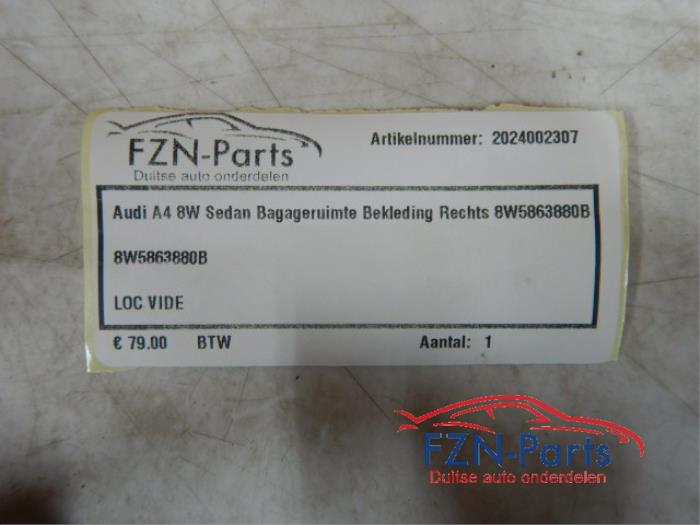 FZN-Parts
Duitse auto onderdelen
Artikelnummer: 2024002307
Audi A4 8W Sedan Bagageruimte Bekleding Rechts 8W5863880B
8W5863880B
LOC VIDE
€ 79.00 BTW Aantal: 1
FZN-Parts
Duitse auto onderdelen